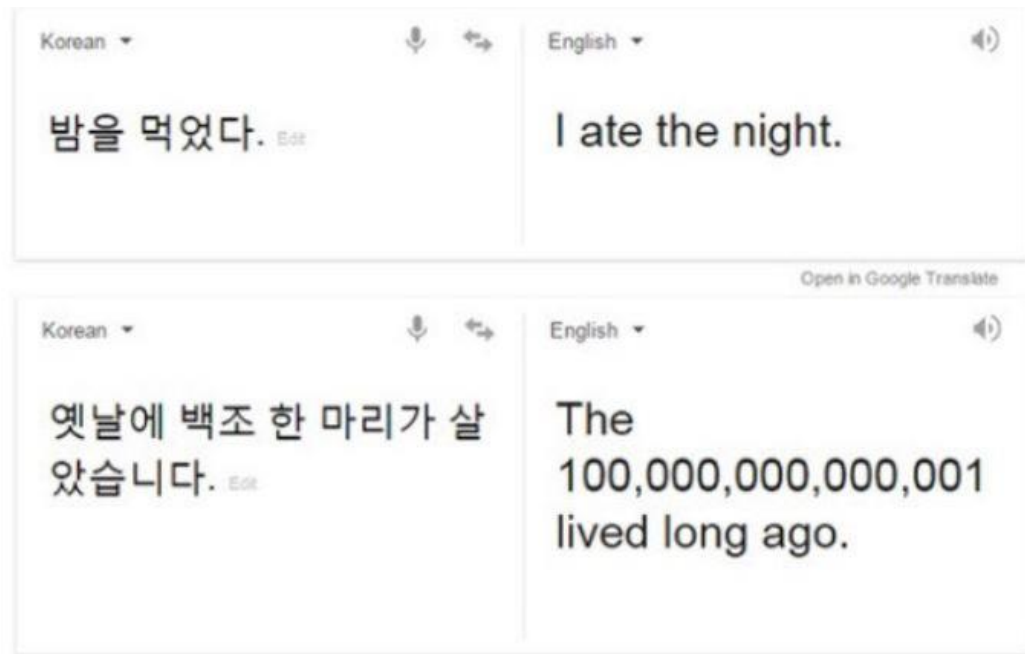 Korean English
밤을 먹었다. Edit I ate the night.
Open in Google Translate
Korean English
옛날에 백조 한 마리가 살
았습니다. Edit
The
100,000,000,000,001
lived long ago.